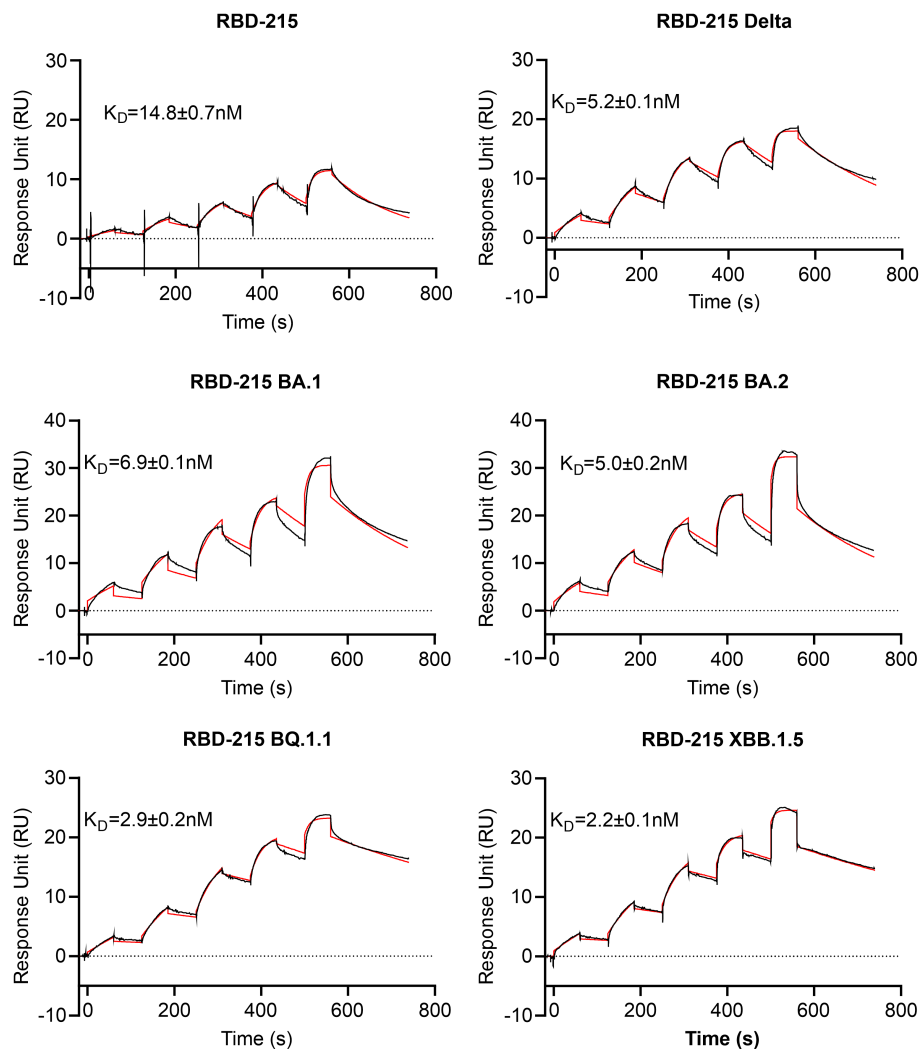 RBD-215
K_D=14.8±0.7nM
Response Unit (RU)
30
20
10
0
-10
0
200
400
600
800
Time (s)
RBD-215 Delta
K_D=5.2±0.1nM
Response Unit (RU)
30
20
10
0
-10
0
200
400
600
800
Time (s)
RBD-215 BA.1
K_D=6.9±0.1nM
Response Unit (RU)
40
30
20
10
0
-10
0
200
400
600
800
Time (s)
RBD-215 BA.2
K_D=5.0±0.2nM
Response Unit (RU)
40
30
20
10
0
-10
0
200
400
600
800
Time (s)
RBD-215 BQ.1.1
K_D=2.9±0.2nM
Response Unit (RU)
30
20
10
0
-10
0
200
400
600
800
Time (s)
RBD-215 XBB.1.5
K_D=2.2±0.1nM
Response Unit (RU)
30
20
10
0
-10
0
200
400
600
800
Time (s)